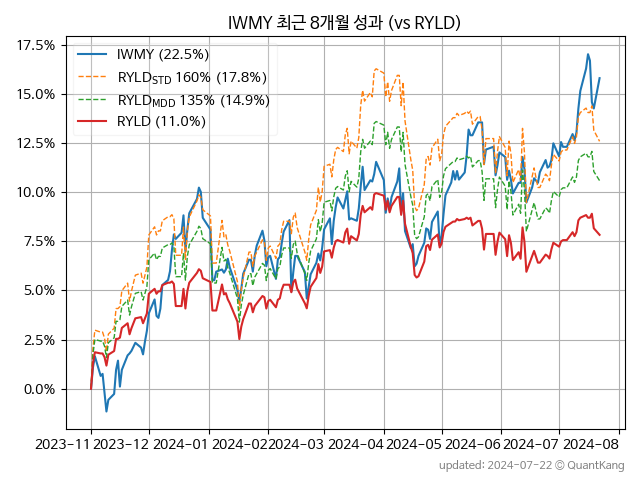 IWMY 최근 8개월 성과 (vs RYLD)
IWMY (22.5%)
RYLD_STD 160% (17.8%)
RYLD_MDD 135% (14.9%)
RYLD (11.0%)
17.5%
15.0%
12.5%
10.0%
7.5%
5.0%
2.5%
0.0%
2023-11 2023-12 2024-01 2024-02 2024-03 2024-04 2024-05 2024-06 2024-07 2024-08
updated: 2024-07-22 © QuantKang